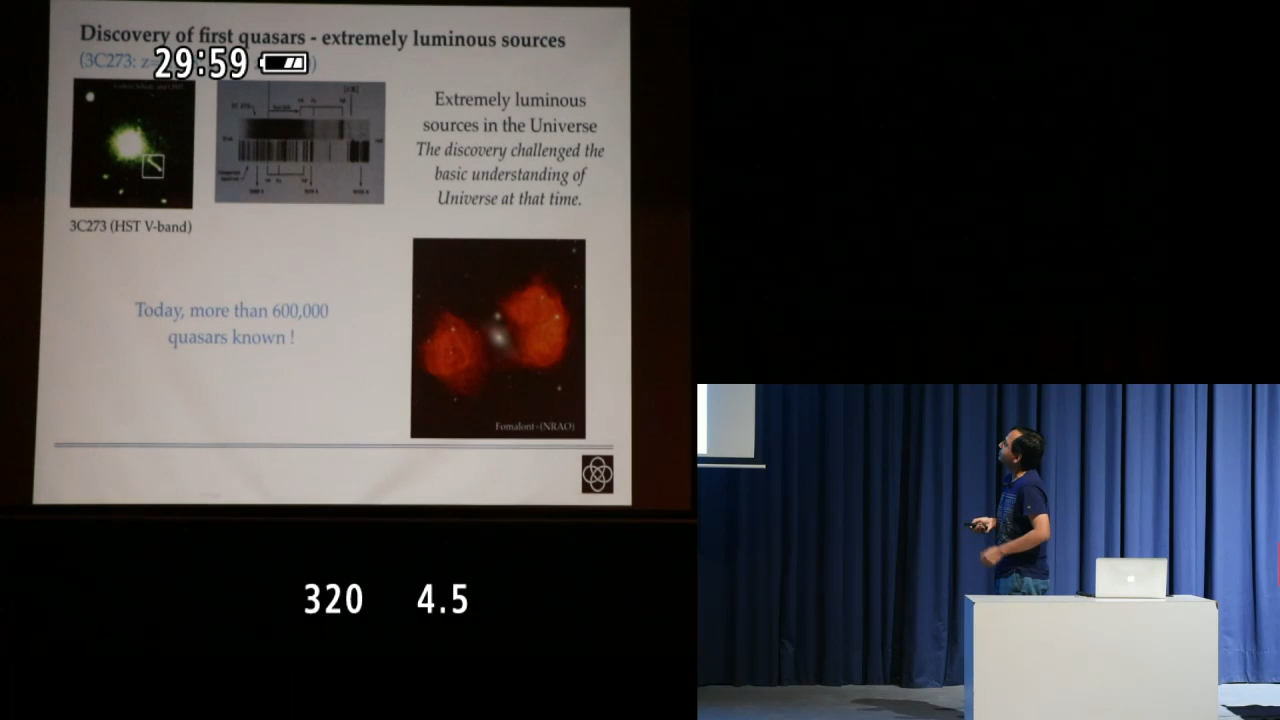 Discovery of first quasars - extremely luminous sources
(3C273: z=
29:59
Extremely luminous
sources in the Universe
The discovery challenged the
basic understanding of
Universe at that time.
3C273 (HST V-band)
Today, more than 600,000
quasars known !
Fomalont (NRAO)
320 4.5